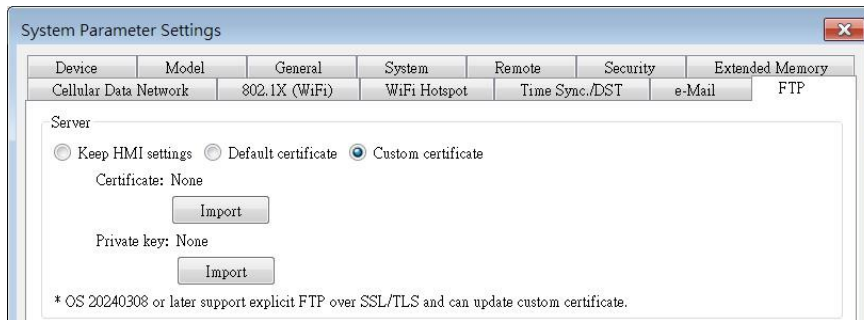 System Parameter Settings
Device Model General System Remote Security Extended Memory
Cellular Data Network 802.1X (WiFi) WiFi Hotspot Time Sync./DST e-Mail FTP
Server
Keep HMI settings Default certificate Custom certificate
Certificate: None
Import
Private key: None
Import
* OS 20240308 or later support explicit FTP over SSL/TLS and can update custom certificate.